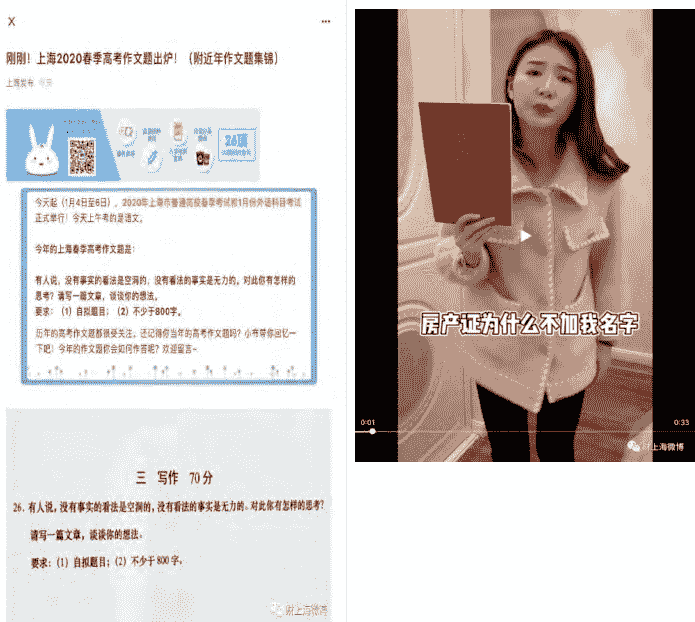 X
刚刚！上海2020春季高考作文题出炉！（附近年作文题集锦）
上海发布 今天
26项
今天起（1月4日至6日），2020年上海市普通高校春季考试和1月份外语科目考试
正式举行！今天上午考的是语文。
今年的上海春季高考作文题是：
有人说，没有事实的看法是空洞的，没有看法的事实是无力的。对此你有怎样的
思考？请写一篇文章，谈谈你的想法。
要求：（1）自拟题目；（2）不少于800字。
历年的高考作文题都很受关注，还记得你当年的高考作文题吗？小布带你回忆一
下吧！今年的作文题你会如何作答呢？欢迎留言~
三 写作 70分
26. 有人说，没有事实的看法是空洞的，没有看法的事实是无力的。对此你有怎样的思考？
请写一篇文章，谈谈你的想法。
要求：（1）自拟题目；（2）不少于800字。
附上海微博
房产证为什么不加我名字
0:01
0:33
附上海微博